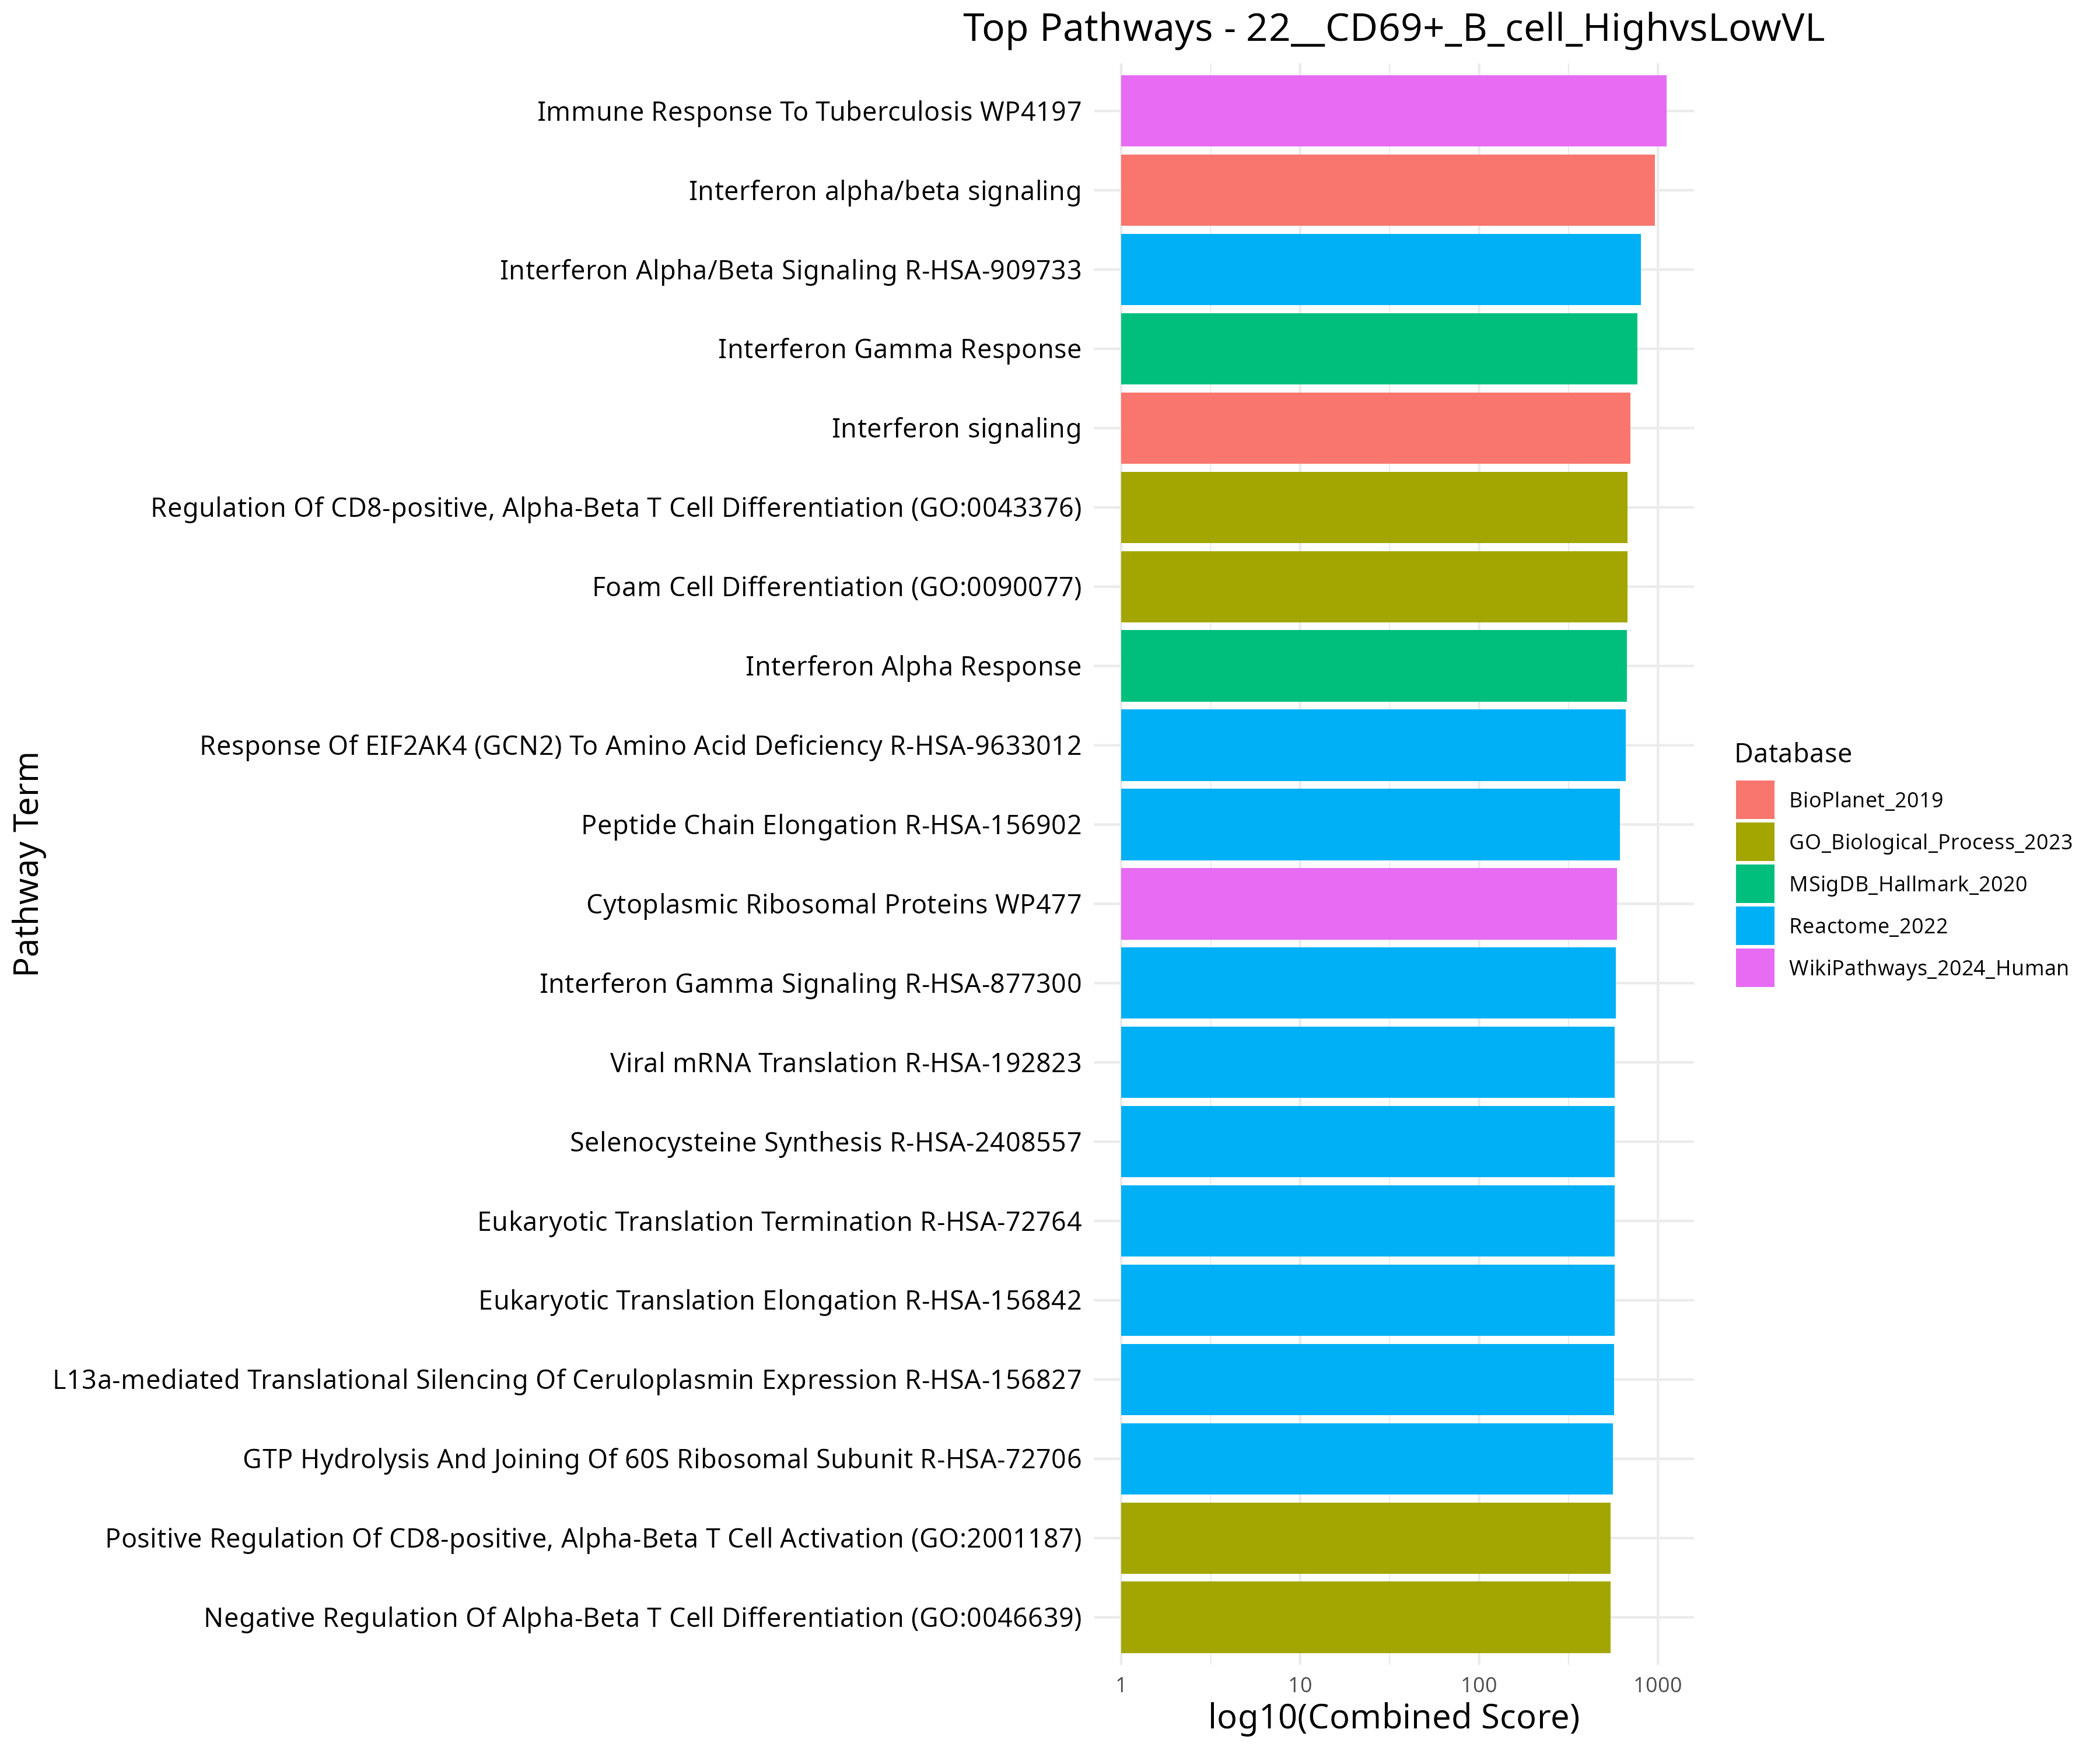 Top Pathways - 22__CD69+_B_cell_HighvsLowVL
Pathway Term
Immune Response To Tuberculosis WP4197
Interferon alpha/beta signaling
Interferon Alpha/Beta Signaling R-HSA-909733
Interferon Gamma Response
Interferon signaling
Regulation Of CD8-positive, Alpha-Beta T Cell Differentiation (GO:0043376)
Foam Cell Differentiation (GO:0090077)
Interferon Alpha Response
Response Of EIF2AK4 (GCN2) To Amino Acid Deficiency R-HSA-9633012
Peptide Chain Elongation R-HSA-156902
Cytoplasmic Ribosomal Proteins WP477
Interferon Gamma Signaling R-HSA-877300
Viral mRNA Translation R-HSA-192823
Selenocysteine Synthesis R-HSA-2408557
Eukaryotic Translation Termination R-HSA-72764
Eukaryotic Translation Elongation R-HSA-156842
L13a-mediated Translational Silencing Of Ceruloplasmin Expression R-HSA-156827
GTP Hydrolysis And Joining Of 60S Ribosomal Subunit R-HSA-72706
Positive Regulation Of CD8-positive, Alpha-Beta T Cell Activation (GO:2001187)
Negative Regulation Of Alpha-Beta T Cell Differentiation (GO:0046639)
1 10 100 1000
log10(Combined Score)
Database
BioPlanet_2019
GO_Biological_Process_2023
MSigDB_Hallmark_2020
Reactome_2022
WikiPathways_2024_Human